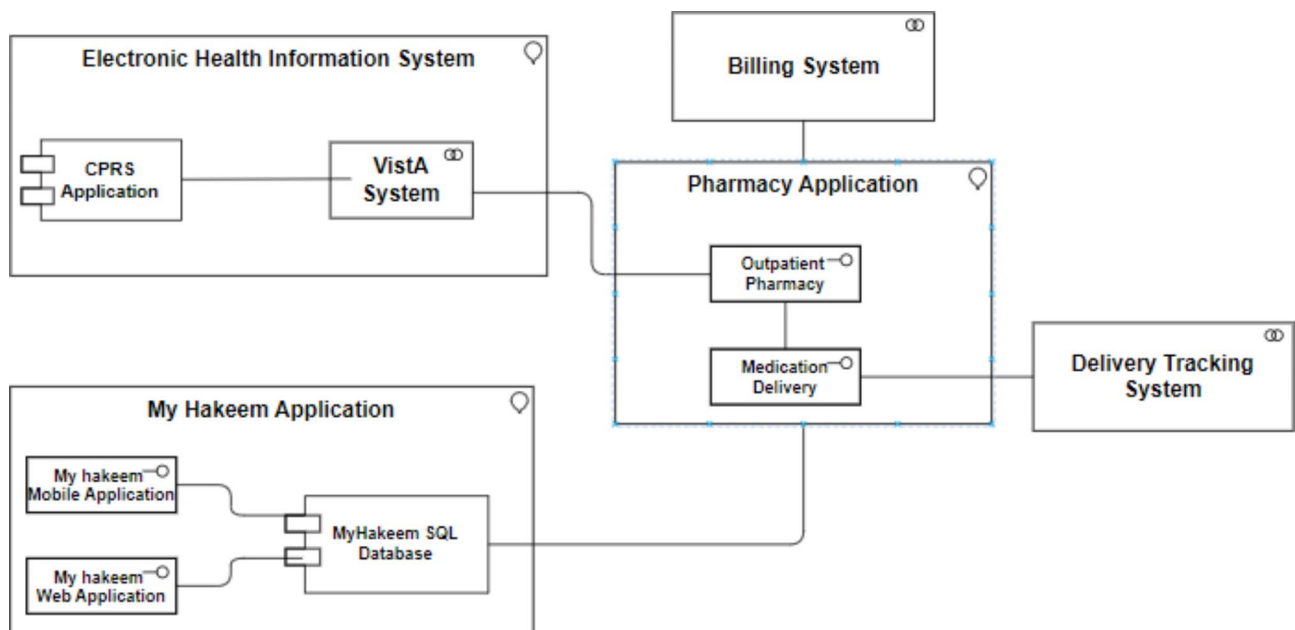 Electronic Health Information System
CPRS
Application
VistA
System
Billing System
Pharmacy Application
Outpatient
Pharmacy
Medication
Delivery
Delivery Tracking
System
My Hakeem Application
My hakeem
Mobile Application
My hakeem
Web Application
MyHakeem SQL
Database